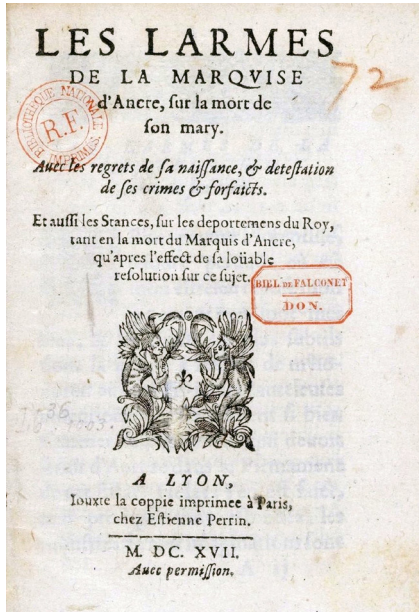 LES LARMES
DE LA MARQVISE
d'Ancre, ſur la mort de
ſon mary.
Auec les regrets de ſa naiſſance, & deteſtation
de ſes crimes & forfaicts.
Et auſſi les Stances, ſur les deportemens du Roy,
tant en la mort du Marquis d'Ancre,
qu'apres l'effect de ſa loüable
reſolution ſur ce ſujet.
72
BIBLIOTHEQUE NATIONALE
R.F.
IMPRIMÉS
BIBL DE FALCONET
DON.
A LYON,
Iouxte la coppie imprimee à Paris,
chez Eſtienne Perrin.
M. DC. XVII.
Auec permiſſion.